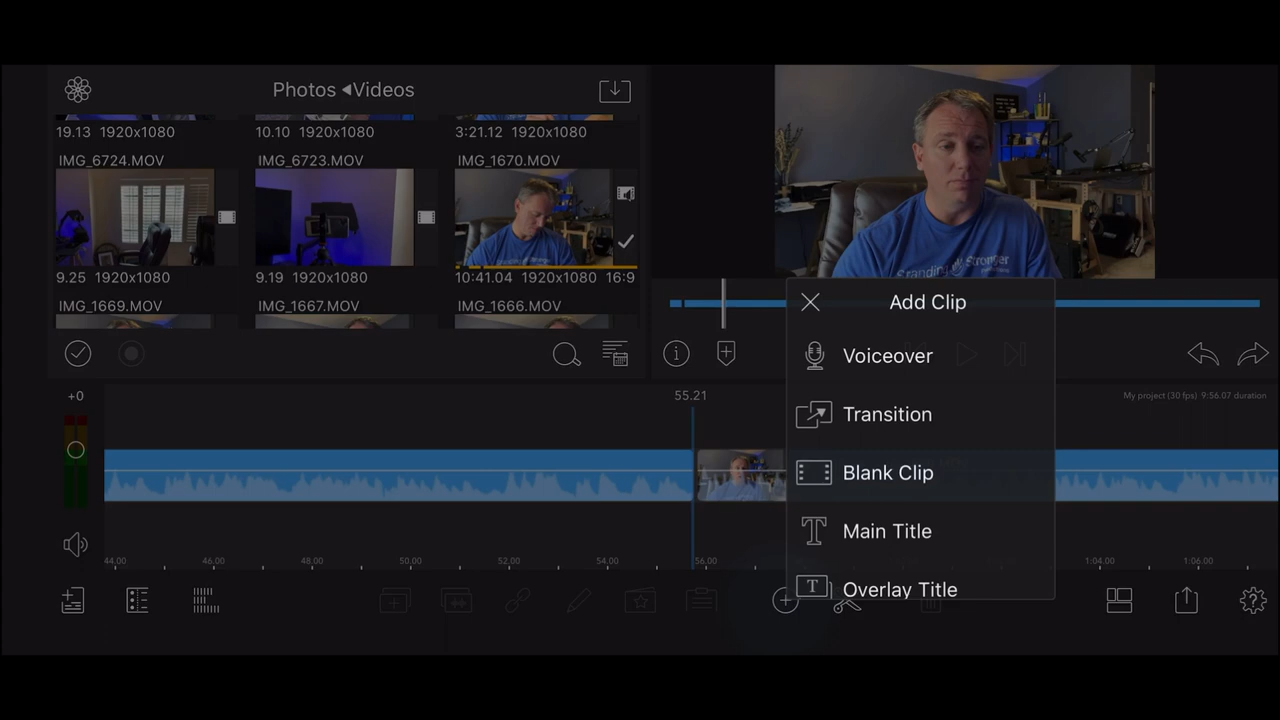 Photos ◀Videos
19.13 1920x1080
10.10 1920x1080
3:21.12 1920x1080
IMG_6724.MOV
IMG_6723.MOV
IMG_1670.MOV
9.25 1920x1080
9.19 1920x1080
10:41.04 1920x1080 16:9
IMG_1669.MOV
IMG_1667.MOV
IMG_1666.MOV
Add Clip
Voiceover
Transition
Blank Clip
Main Title
Overlay Title
+0
55.21
My project (30 fps) 9:56.07 duration
44.00
46.00
48.00
50.00
52.00
54.00
56.00
1:04.00
1:06.00